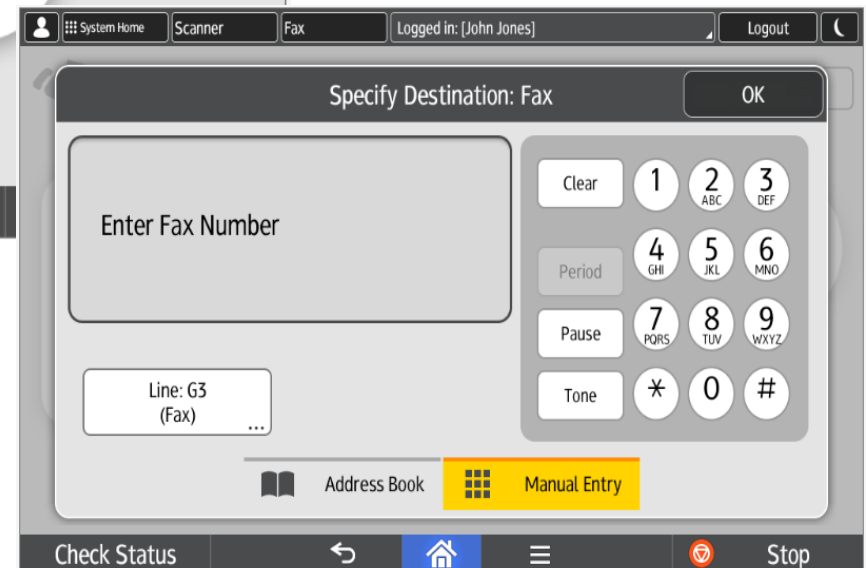 System Home Scanner Fax Logged in: [John Jones] Logout
Specify Destination: Fax OK
Enter Fax Number
Clear 1 2 ABC 3 DEF
Period 4 GHI 5 JKL 6 MNO
Pause 7 PQRS 8 TUV 9 WXYZ
Tone * 0 #
Line: G3
(Fax) ...
Address Book Manual Entry
Check Status Stop